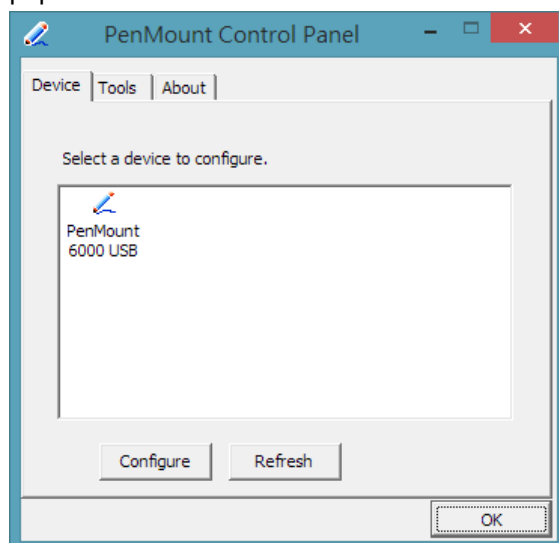 PenMount Control Panel
Device Tools About
Select a device to configure.
PenMount
6000 USB
Configure Refresh
OK